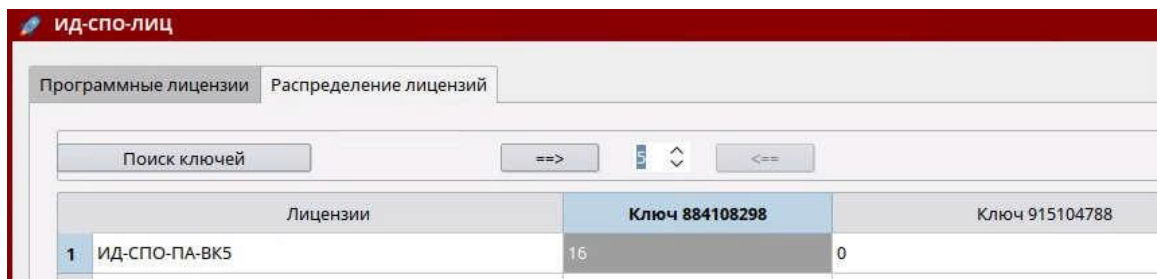 ИД-СПО-ЛИЦ
Программные лицензии Распределение лицензий
Поиск ключей ==> 5 <==
Лицензии Ключ 884108298 Ключ 915104788
1 ИД-СПО-ПА-ВК5 16 0